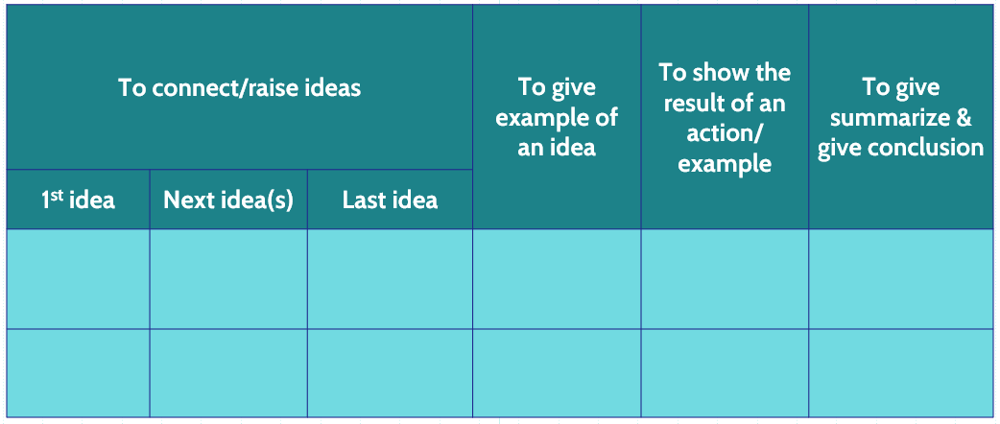 To connect/raise ideas
To give
example of
an idea
To show the
result of an
action/
example
To give
summarize &
give conclusion
1st idea
Next idea(s)
Last idea